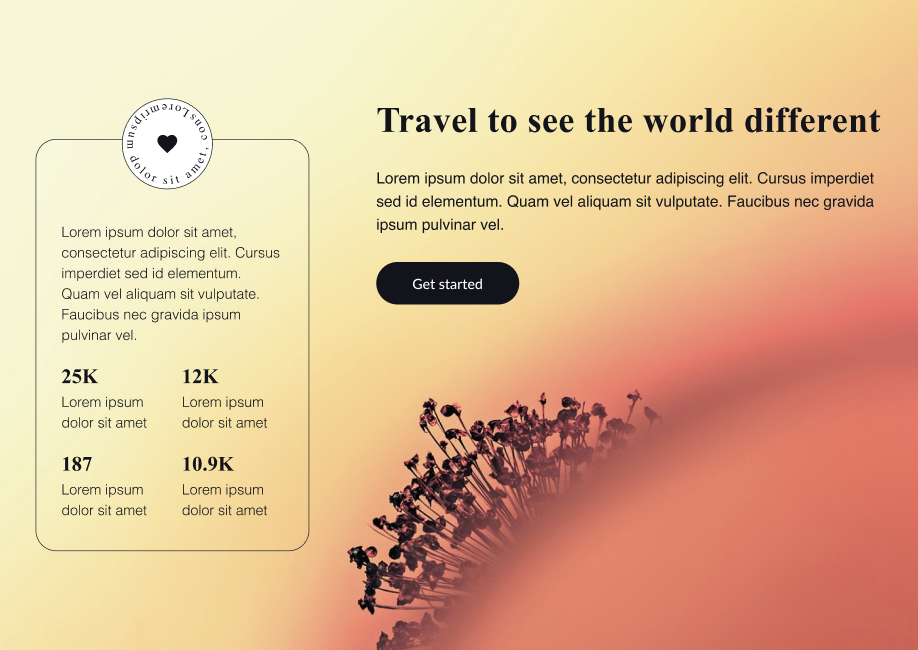 Loremripsum dolor sit amet, cons
Lorem ipsum dolor sit amet,
consectetur adipiscing elit. Cursus
imperdiet sed id elementum.
Quam vel aliquam sit vulputate.
Faucibus nec gravida ipsum
pulvinar vel.
25K
Lorem ipsum
dolor sit amet
12K
Lorem ipsum
dolor sit amet
187
Lorem ipsum
dolor sit amet
10.9K
Lorem ipsum
dolor sit amet
Travel to see the world different
Lorem ipsum dolor sit amet, consectetur adipiscing elit. Cursus imperdiet
sed id elementum. Quam vel aliquam sit vulputate. Faucibus nec gravida
ipsum pulvinar vel.
Get started